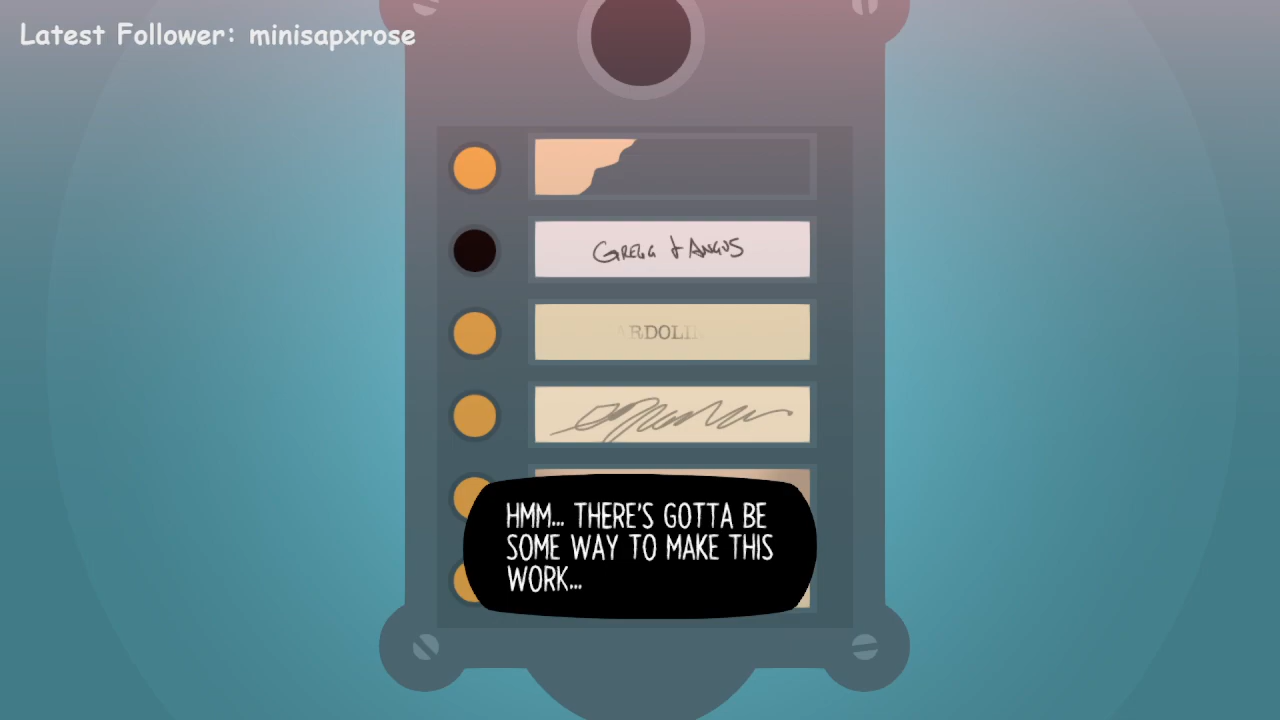 Latest Follower: minisapxrose
GREGG & ANGUS
ARDOLI
HMM... THERE'S GOTTA BE
SOME WAY TO MAKE THIS
WORK...